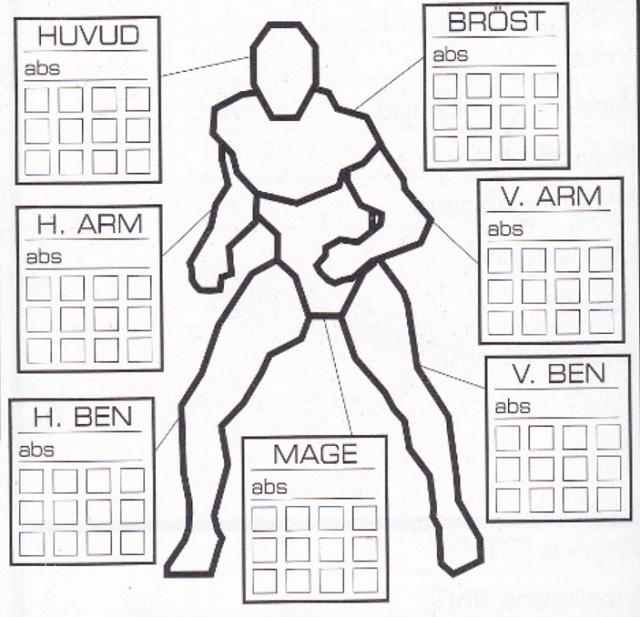 HUVUD
abs
BRÖST
abs
H. ARM
abs
V. ARM
abs
H. BEN
abs
V. BEN
abs
MAGE
abs